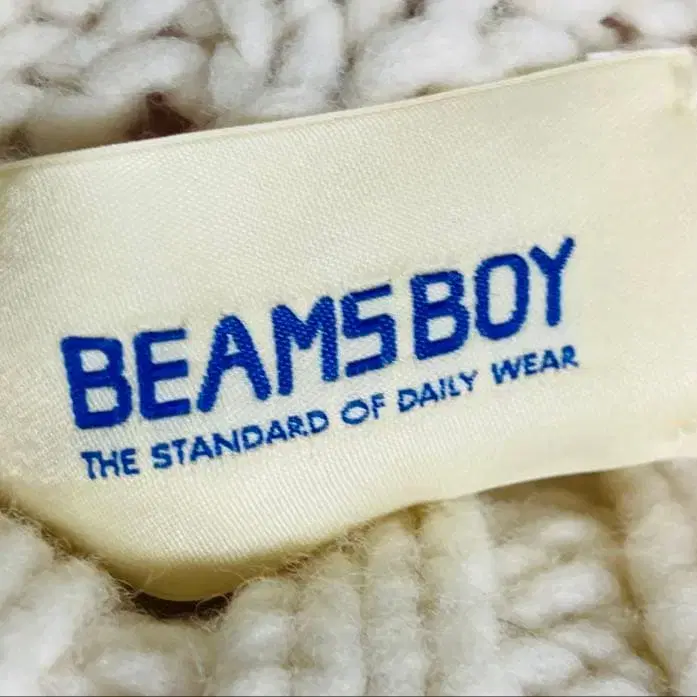 BEAMS BOY
THE STANDARD OF DAILY WEAR